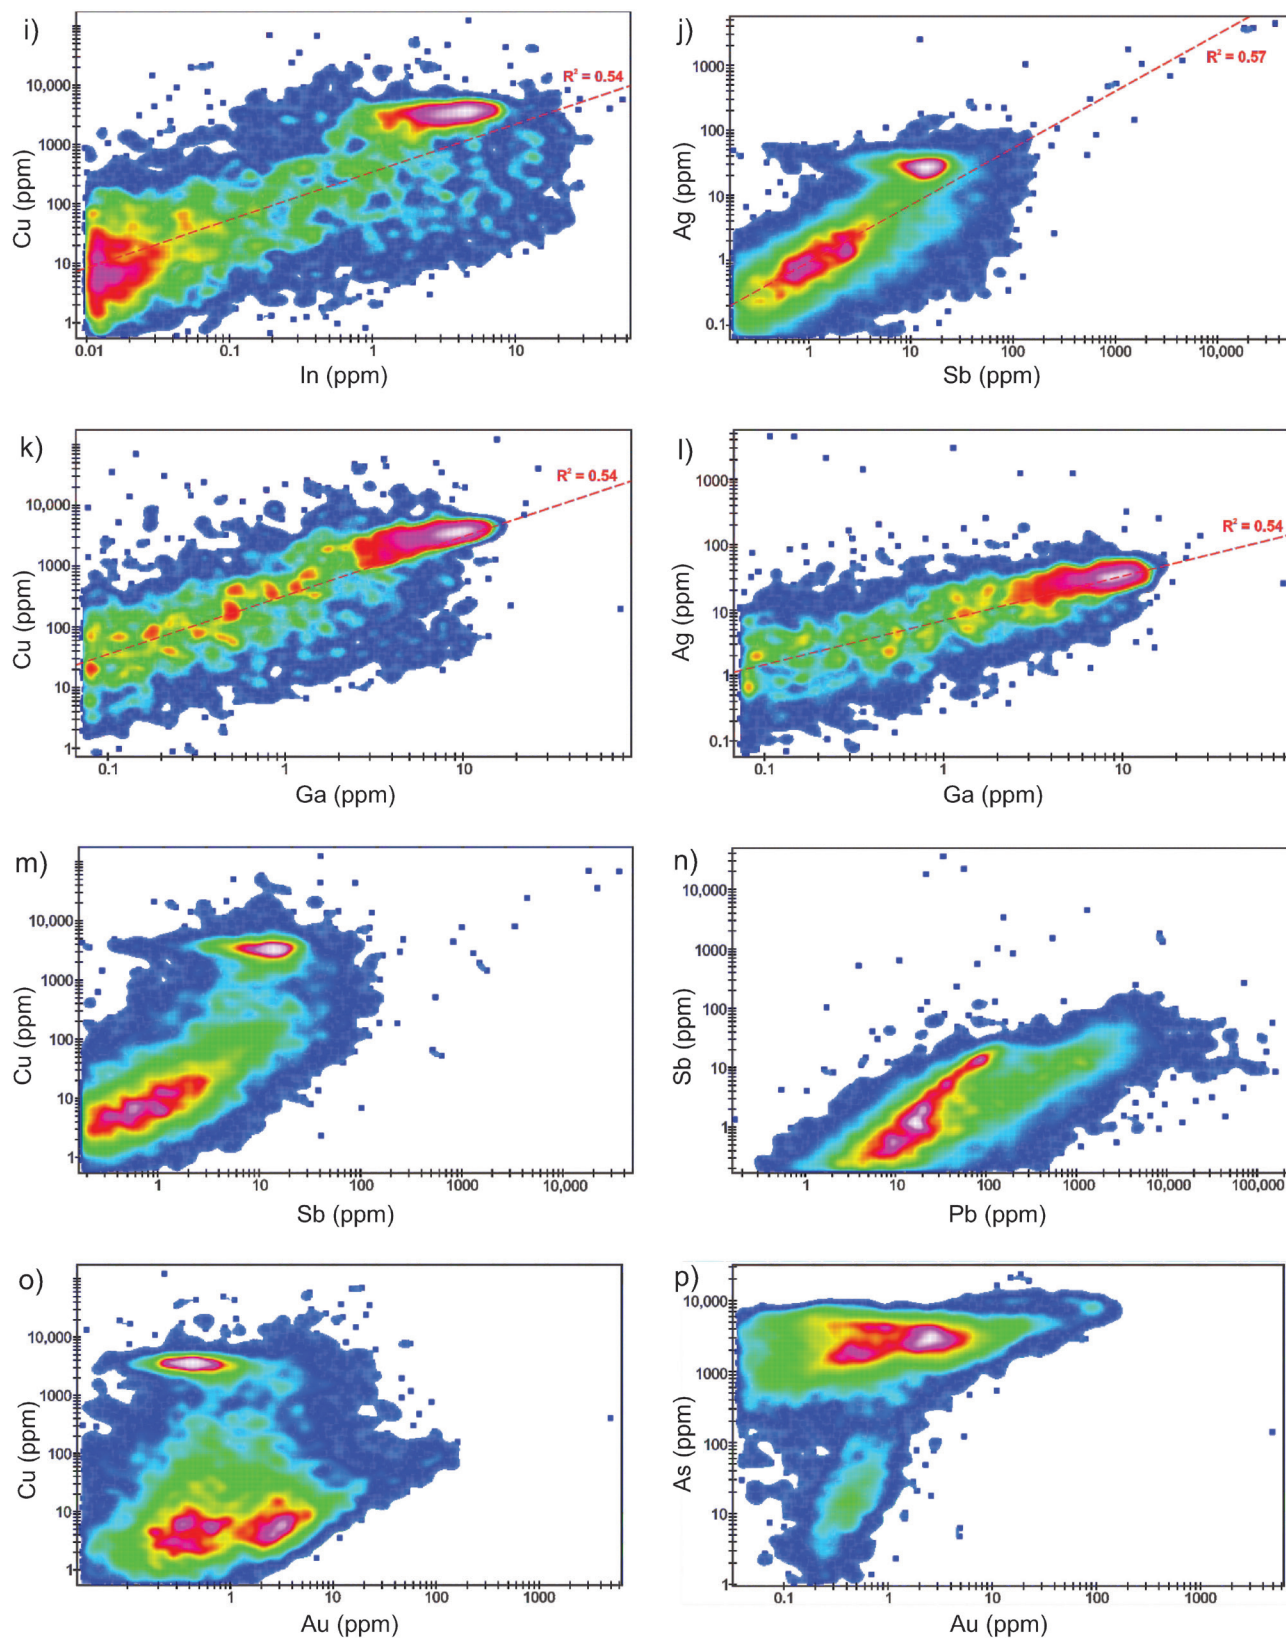 i)
R² = 0.54
10,000
1000
100
10
1
Cu (ppm)
0.01
0.1
1
10
In (ppm)
j)
R² = 0.57
1000
100
10
1
0.1
Ag (ppm)
1
10
100
1000
10,000
Sb (ppm)
k)
R² = 0.54
10,000
1000
100
10
1
Cu (ppm)
0.1
1
10
Ga (ppm)
l)
R² = 0.54
1000
100
10
1
0.1
Ag (ppm)
0.1
1
10
Ga (ppm)
m)
10,000
1000
100
10
1
Cu (ppm)
1
10
100
1000
10,000
Sb (ppm)
n)
10,000
1000
100
10
1
Sb (ppm)
1
10
100
1000
10,000
100,000
Pb (ppm)
o)
10,000
1000
100
10
1
Cu (ppm)
1
10
100
1000
Au (ppm)
p)
10,000
1000
100
10
1
As (ppm)
0.1
1
10
100
1000
Au (ppm)